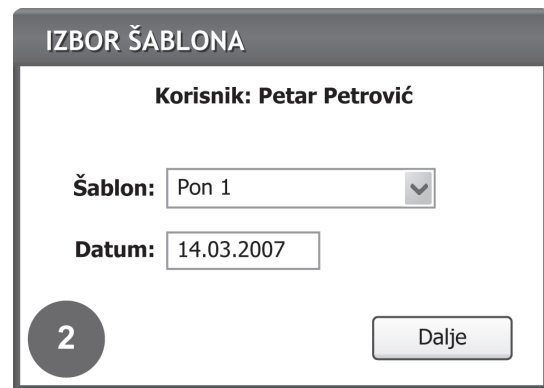 IZBOR ŠABLONA
Korisnik: Petar Petrović
Šablon: Pon 1
Datum: 14.03.2007
2 Dalje